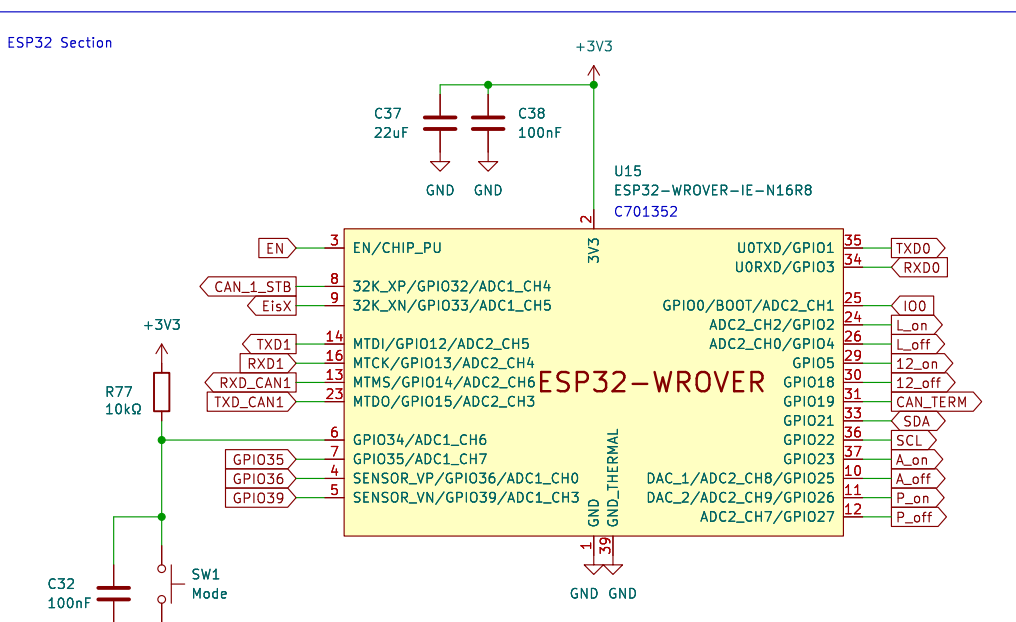 ESP32 Section
+3V3
C37
22uF
C38
100nF
GND
GND
U15
ESP32-WROVER-IE-N16R8
C701352
2
3V3
EN
3
EN/CHIP_PU
CAN_1_STB
8
32K_XP/GPIO32/ADC1_CH4
EisX
9
32K_XN/GPIO33/ADC1_CH5
TXD1
14
MTDI/GPIO12/ADC2_CH5
RXD1
16
MTCK/GPIO13/ADC2_CH4
RXD_CAN1
13
MTMS/GPIO14/ADC2_CH6
TXD_CAN1
23
MTDO/GPIO15/ADC2_CH3
6
GPIO34/ADC1_CH6
GPIO35
7
GPIO35/ADC1_CH7
GPIO36
4
SENSOR_VP/GPIO36/ADC1_CH0
GPIO39
5
SENSOR_VN/GPIO39/ADC1_CH3
ESP32-WROVER
U0TXD/GPIO1
35
TXD0
U0RXD/GPIO3
34
RXD0
GPIO0/BOOT/ADC2_CH1
25
IO0
ADC2_CH2/GPIO2
24
L_on
ADC2_CH0/GPIO4
26
L_off
GPIO5
29
12_on
GPIO18
30
12_off
GPIO19
31
CAN_TERM
GPIO21
33
SDA
GPIO22
36
SCL
GPIO23
37
A_on
DAC_1/ADC2_CH8/GPIO25
10
A_off
DAC_2/ADC2_CH9/GPIO26
11
P_on
ADC2_CH7/GPIO27
12
P_off
GND
GND_THERMAL
1
39
GND
GND
+3V3
R77
10kΩ
C32
100nF
SW1
Mode